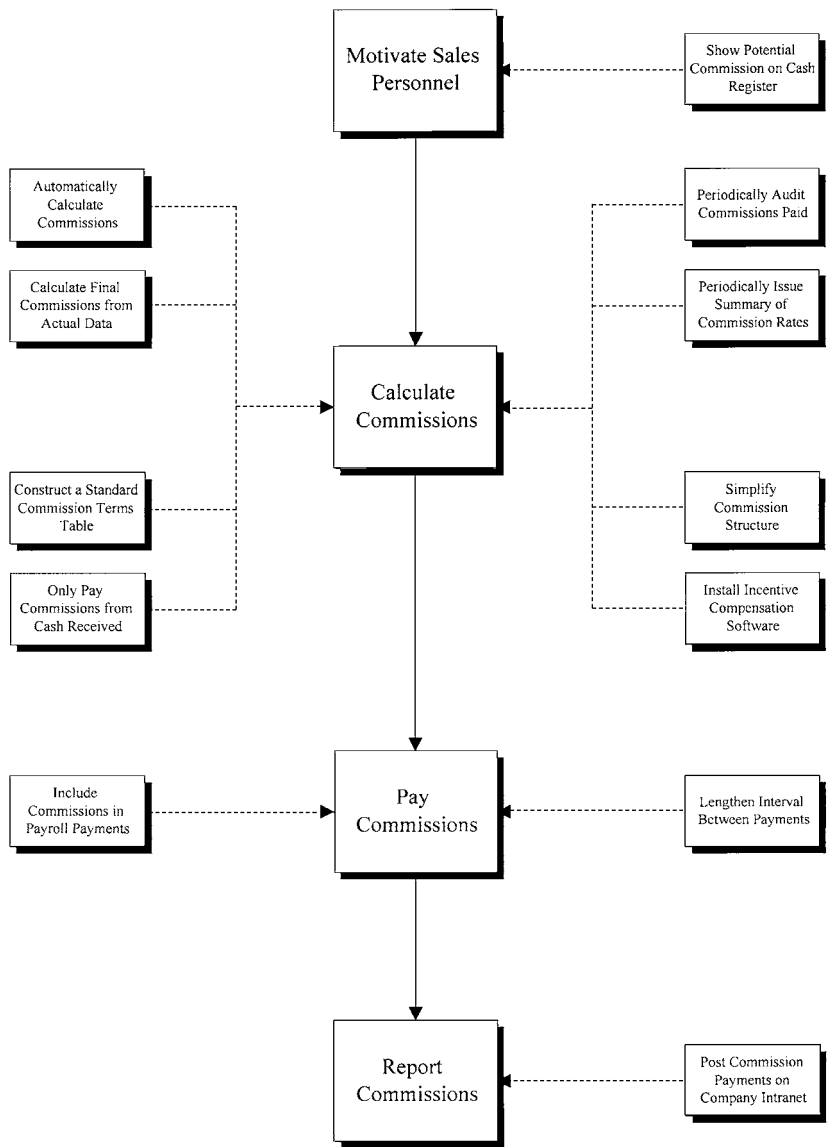 Motivate Sales
Personnel
Show Potential
Commission on Cash
Register
Automatically
Calculate
Commissions
Periodically Audit
Commissions Paid
Calculate Final
Commissions from
Actual Data
Periodically Issue
Summary of
Commission Rates
Calculate
Commissions
Construct a Standard
Commission Terms
Table
Simplify
Commission
Structure
Only Pay
Commissions from
Cash Received
Install Incentive
Compensation
Software
Include
Commissions in
Payroll Payments
Pay
Commissions
Lengthen Interval
Between Payments
Report
Commissions
Post Commission
Payments on
Company Intranet